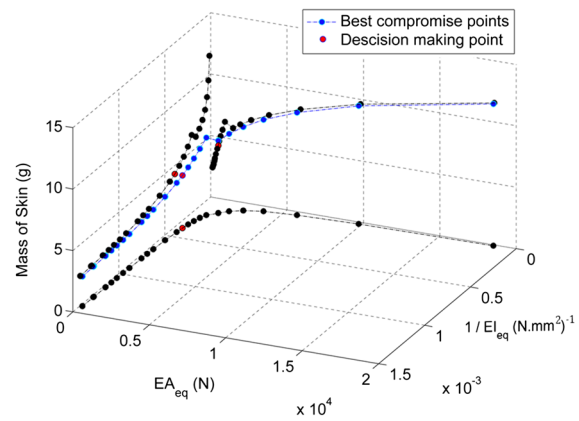 Best compromise points
Descision making point
15
10
5
0
Mass of Skin (g)
0
0.5
1
1.5
2
EA_eq (N)
x 10^4
0
0.5
1
1.5
1 / EI_eq (N.mm^2)^-1
x 10^-3